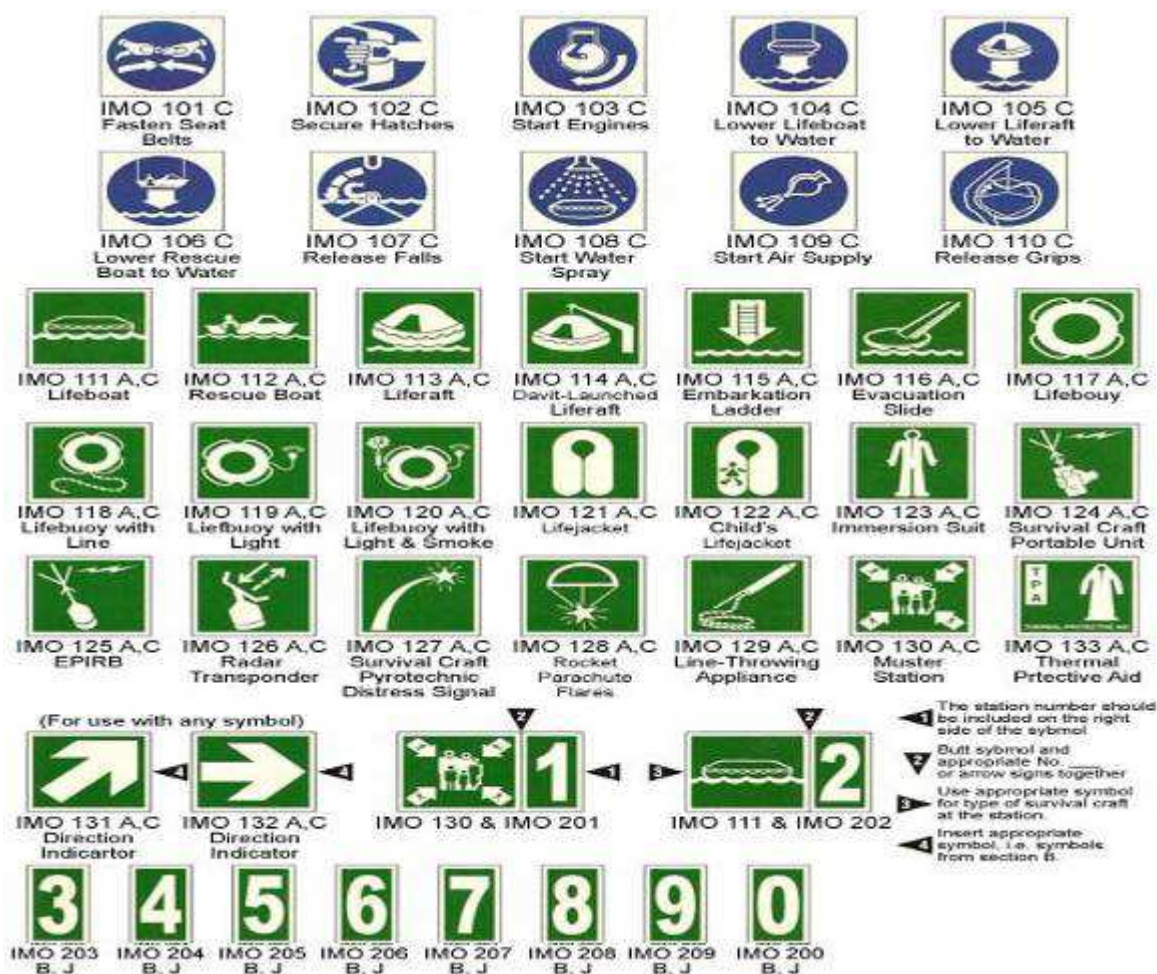 IMO 101 C
Fasten Seat
Belts
IMO 102 C
Secure Hatches
IMO 103 C
Start Engines
IMO 104 C
Lower Lifeboat
to Water
IMO 105 C
Lower Liferaft
to Water
IMO 106 C
Lower Rescue
Boat to Water
IMO 107 C
Release Falls
IMO 108 C
Start Water
Spray
IMO 109 C
Start Air Supply
IMO 110 C
Release Grips
IMO 111 A,C
Lifeboat
IMO 112 A,C
Rescue Boat
IMO 113 A,C
Liferaft
IMO 114 A,C
Davit-Launched
Liferaft
IMO 115 A,C
Embarkation
Ladder
IMO 116 A,C
Evacuation
Slide
IMO 117 A,C
Lifebouy
IMO 118 A,C
Lifebuoy with
Line
IMO 119 A,C
Liefbuoy with
Light
IMO 120 A,C
Lifebuoy with
Light & Smoke
IMO 121 A,C
Lifejacket
IMO 122 A,C
Child's
Lifejacket
IMO 123 A,C
Immersion Suit
IMO 124 A,C
Survival Craft
Portable Unit
IMO 125 A,C
EPIRB
IMO 126 A,C
Radar
Transponder
IMO 127 A,C
Survival Craft
Pyrotechnic
Distress Signal
IMO 128 A,C
Rocket
Parachute
Flares
IMO 129 A,C
Line-Throwing
Appliance
IMO 130 A,C
Muster
Station
TPA
THERMAL PROTECTIVE AID
IMO 133 A,C
Thermal
Prtective Aid
(For use with any symbol)
4
IMO 131 A,C
Direction
Indicartor
4
IMO 132 A,C
Direction
Indicator
2
1
1
IMO 130 & IMO 201
2
3
2
IMO 111 & IMO 202
1
The station number should
be included on the right
side of the sybmol
2
Butt sybmol and
appropriate No. ___
or arrow signs together
3
Use appropriate symbol
for type of survival craft
at the station.
4
Insert appropriate
symbol, i.e. symbols
from section B.
3
IMO 203
B, J
4
IMO 204
B, J
5
IMO 205
B, J
6
IMO 206
B, J
7
IMO 207
B, J
8
IMO 208
B, J
9
IMO 209
B, J
0
IMO 200
B, J